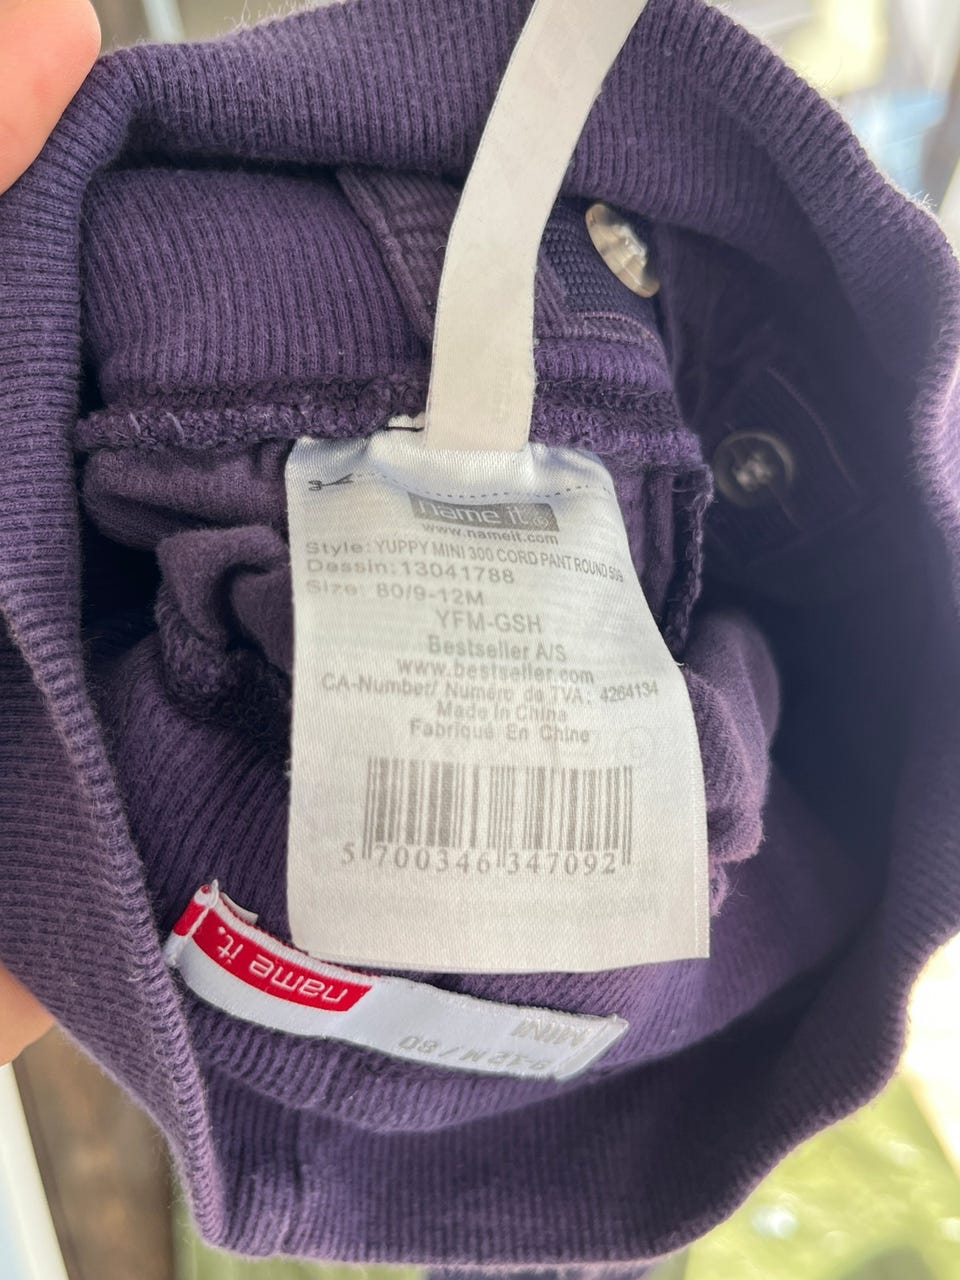 name it.®
www.nameit.com
Style: YUPPY MINI 300 CORD PANT ROUND 509
Dessin: 13041788
Size: 80/9-12M
YFM-GSH
Bestseller A/S
www.bestseller.com
CA-Number/ Numéro de TVA: 4264134
Made In China
Fabriqué En Chine
5 700346 347092
name it.
MINI
9-12 M / 80